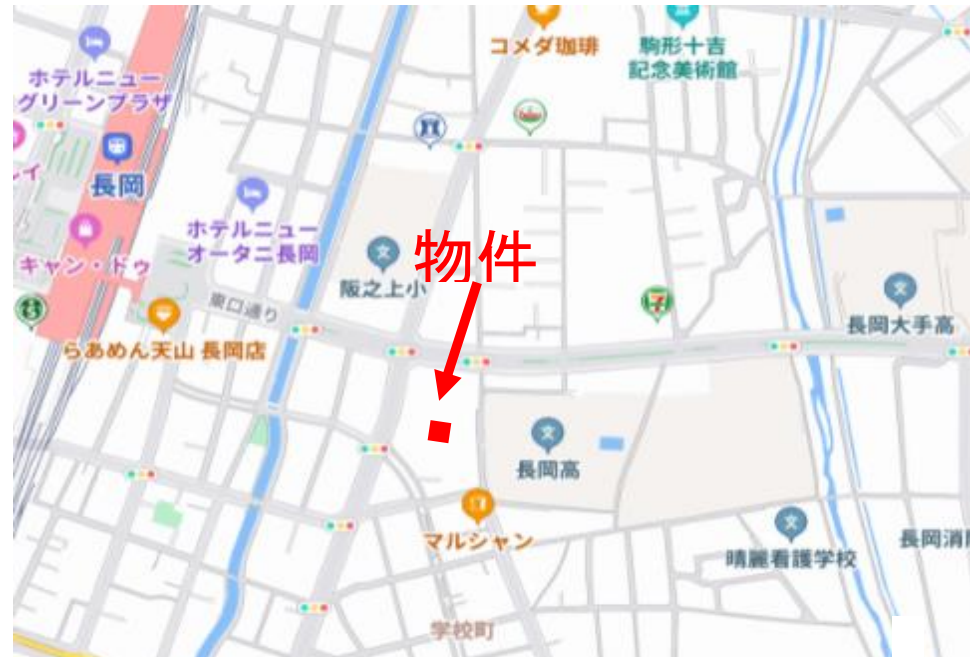 コメダ珈琲
駒形十吉
記念美術館
ホテルニュー
グリーンプラザ
長岡
ホテルニュー
オータニ長岡
キャン・ドゥ
物件
阪之上小
東口通り
7
長岡大手高
らあめん天山 長岡店
長岡高
マルシャン
晴麗看護学校
長岡消
学校町